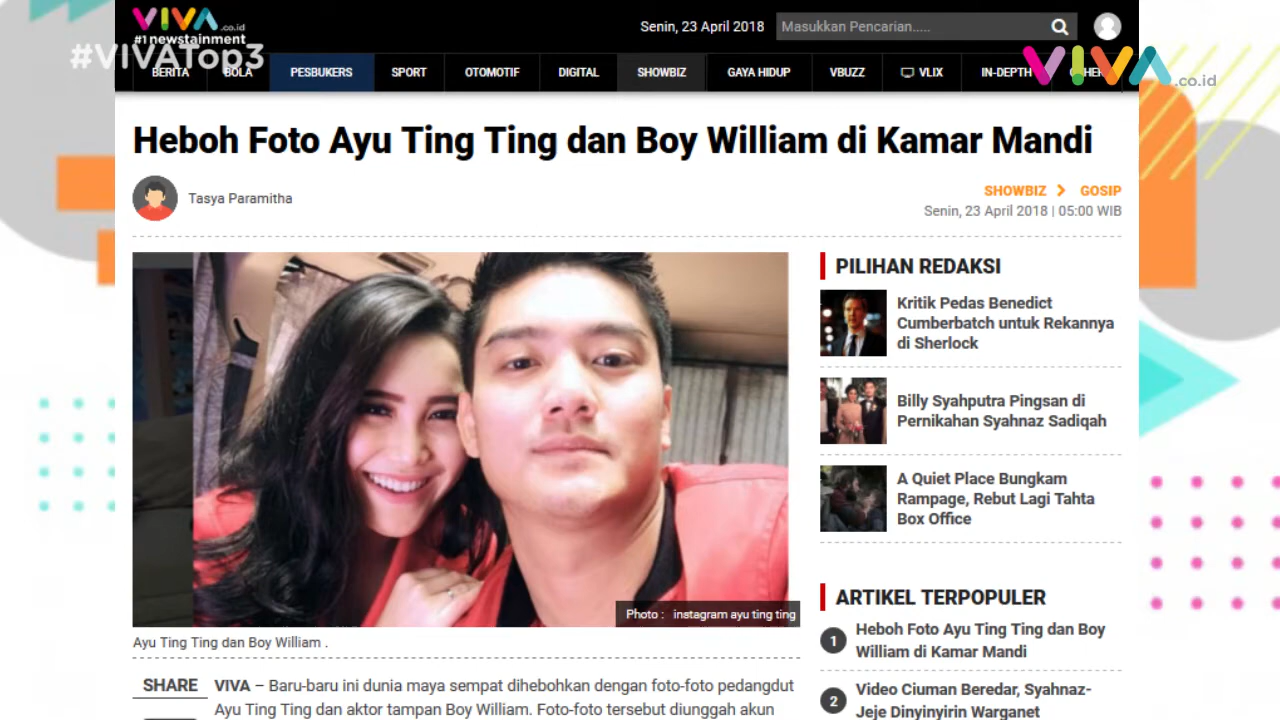 VIVA.co.id
#1 newstainment
#VIVATop3
Senin, 23 April 2018
Masukkan Pencarian.....
VIVA.co.id
BERITA
BOLA
PESBUKERS
SPORT
OTOMOTIF
DIGITAL
SHOWBIZ
GAYA HIDUP
VBUZZ
VLIX
IN-DEPTH
Heboh Foto Ayu Ting Ting dan Boy William di Kamar Mandi
Tasya Paramitha
SHOWBIZ > GOSIP
Senin, 23 April 2018 | 05:00 WIB
Photo : instagram ayu ting ting
Ayu Ting Ting dan Boy William .
SHARE
VIVA – Baru-baru ini dunia maya sempat dihebohkan dengan foto-foto pedangdut
Ayu Ting Ting dan aktor tampan Boy William. Foto-foto tersebut diunggah akun
PILIHAN REDAKSI
Kritik Pedas Benedict
Cumberbatch untuk Rekannya
di Sherlock
Billy Syahputra Pingsan di
Pernikahan Syahnaz Sadiqah
A Quiet Place Bungkam
Rampage, Rebut Lagi Tahta
Box Office
ARTIKEL TERPOPULER
1 Heboh Foto Ayu Ting Ting dan Boy
William di Kamar Mandi
2 Video Ciuman Beredar, Syahnaz-
Jeje Dinyinyirin Warganet